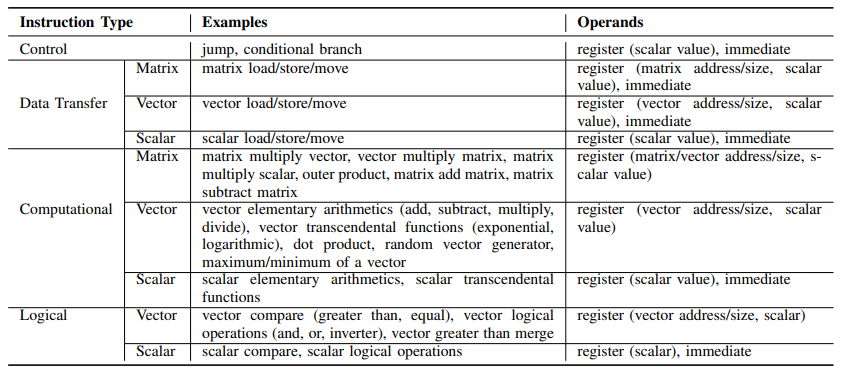 Instruction Type Examples Operands
Control jump, conditional branch register (scalar value), immediate
Matrix matrix load/store/move register (matrix address/size, scalar
value), immediate
Data Transfer Vector vector load/store/move register (vector address/size, scalar
value), immediate
Scalar scalar load/store/move register (scalar value), immediate
Matrix matrix multiply vector, vector multiply matrix, matrix register (matrix/vector address/size, s-
multiply scalar, outer product, matrix add matrix, matrix calar value)
subtract matrix
Computational Vector vector elementary arithmetics (add, subtract, multiply, register (vector address/size, scalar
divide), vector transcendental functions (exponential, value)
logarithmic), dot product, random vector generator,
maximum/minimum of a vector
Scalar scalar elementary arithmetics, scalar transcendental register (scalar value), immediate
functions
Logical Vector vector compare (greater than, equal), vector logical register (vector address/size, scalar)
operations (and, or, inverter), vector greater than merge
Scalar scalar compare, scalar logical operations register (scalar), immediate